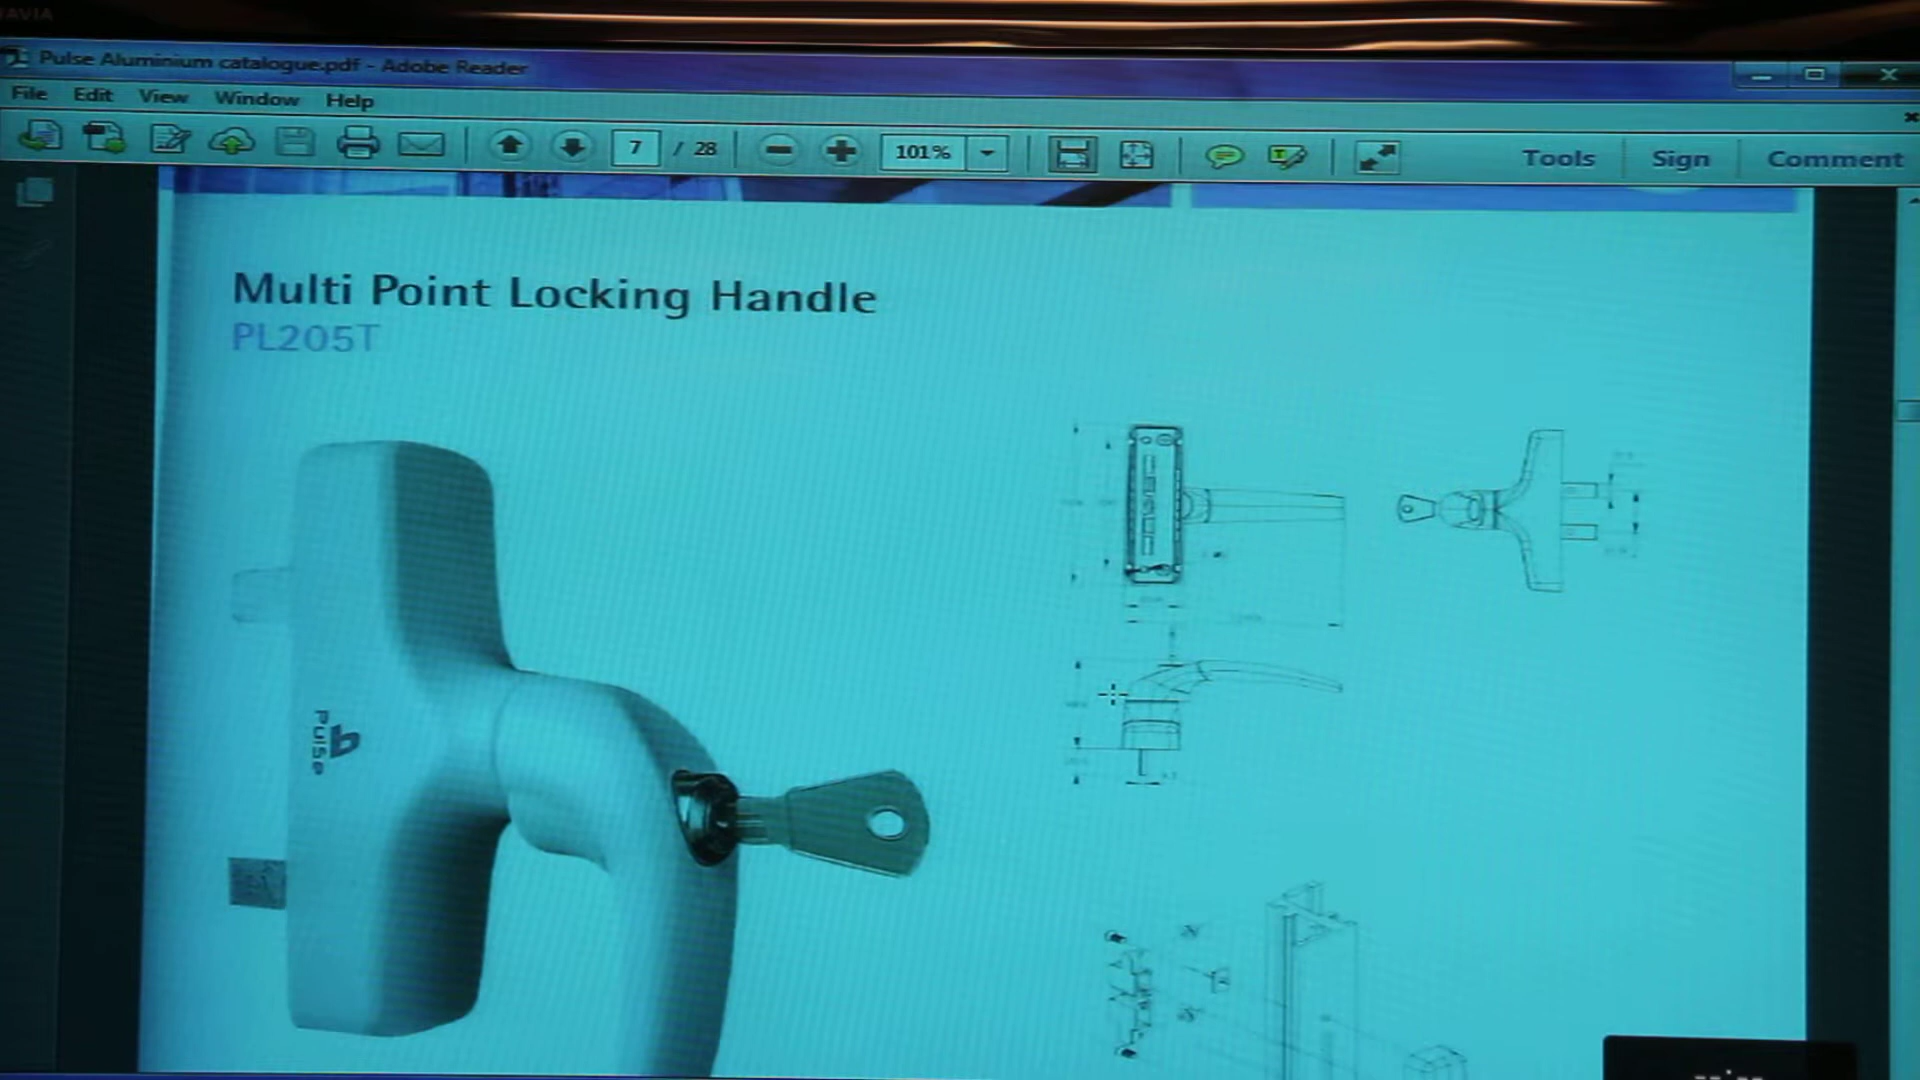 AVIA
Pulse Aluminium catalogue.pdf - Adobe Reader
File Edit View Window Help
7 / 28
101%
Tools Sign Comment
Multi Point Locking Handle
PL205T
Pulse